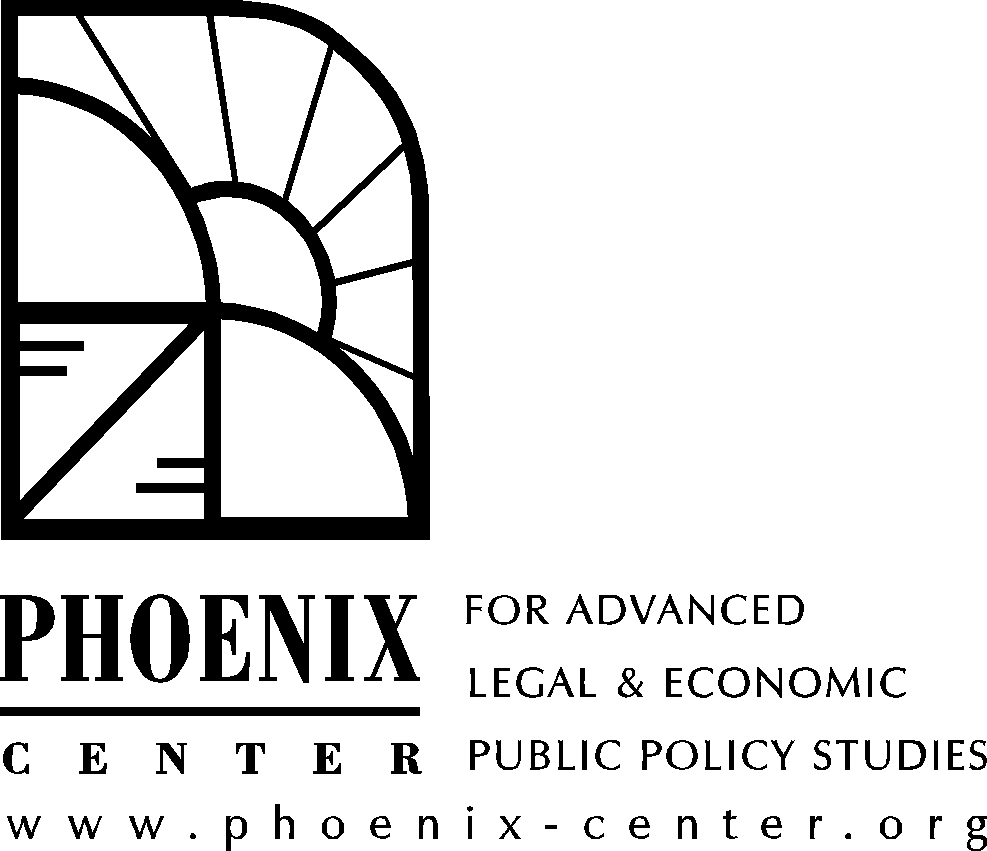 PHOENIX
CENTER
FOR ADVANCED
LEGAL & ECONOMIC
PUBLIC POLICY STUDIES
www.phoenix-center.org